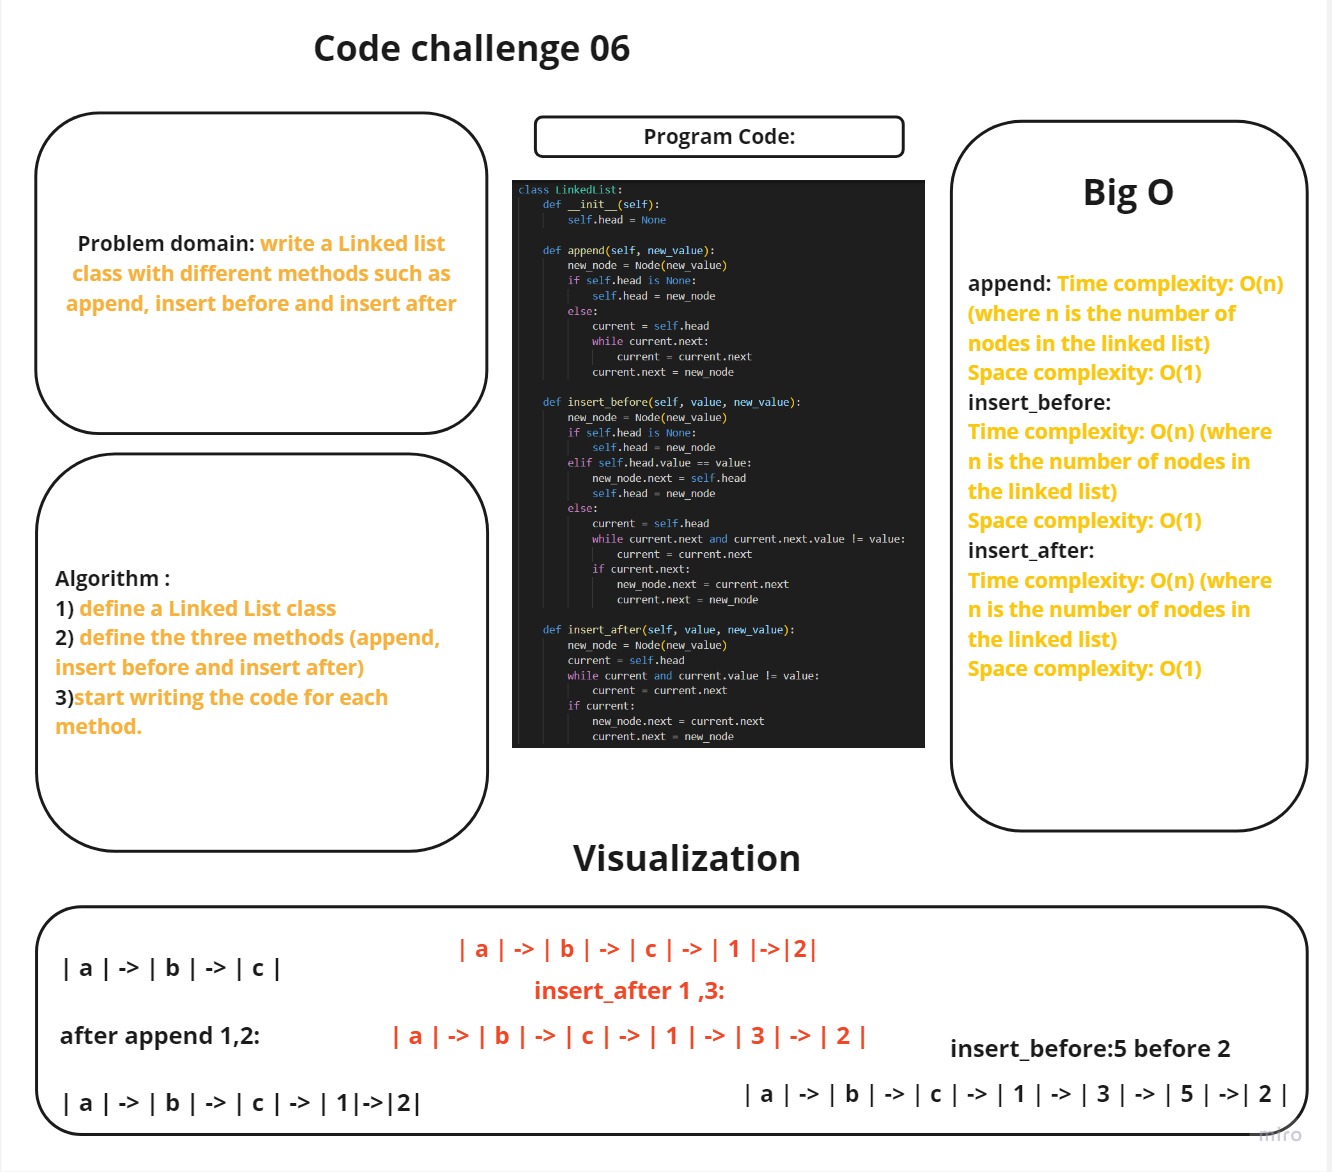 Code challenge 06
Problem domain: write a Linked list
class with different methods such as
append, insert before and insert after
Algorithm :
1) define a Linked List class
2) define the three methods (append,
insert before and insert after)
3)start writing the code for each
method.
Program Code:
class LinkedList:
    def __init__(self):
        self.head = None

    def append(self, new_value):
        new_node = Node(new_value)
        if self.head is None:
            self.head = new_node
        else:
            current = self.head
            while current.next:
                current = current.next
            current.next = new_node

    def insert_before(self, value, new_value):
        new_node = Node(new_value)
        if self.head is None:
            self.head = new_node
        elif self.head.value == value:
            new_node.next = self.head
            self.head = new_node
        else:
            current = self.head
            while current.next and current.next.value != value:
                current = current.next
            if current.next:
                new_node.next = current.next
                current.next = new_node

    def insert_after(self, value, new_value):
        new_node = Node(new_value)
        current = self.head
        while current and current.value != value:
            current = current.next
        if current:
            new_node.next = current.next
            current.next = new_node
Big O
append: Time complexity: O(n)
(where n is the number of
nodes in the linked list)
Space complexity: O(1)
insert_before:
Time complexity: O(n) (where
n is the number of nodes in
the linked list)
Space complexity: O(1)
insert_after:
Time complexity: O(n) (where
n is the number of nodes in
the linked list)
Space complexity: O(1)
Visualization
| a | -> | b | -> | c |
after append 1,2:
| a | -> | b | -> | c | -> | 1|->|2|
| a | -> | b | -> | c | -> | 1 |->|2|
insert_after 1 ,3:
| a | -> | b | -> | c | -> | 1 | -> | 3 | -> | 2 |
insert_before:5 before 2
| a | -> | b | -> | c | -> | 1 | -> | 3 | -> | 5 | ->| 2 |
miro